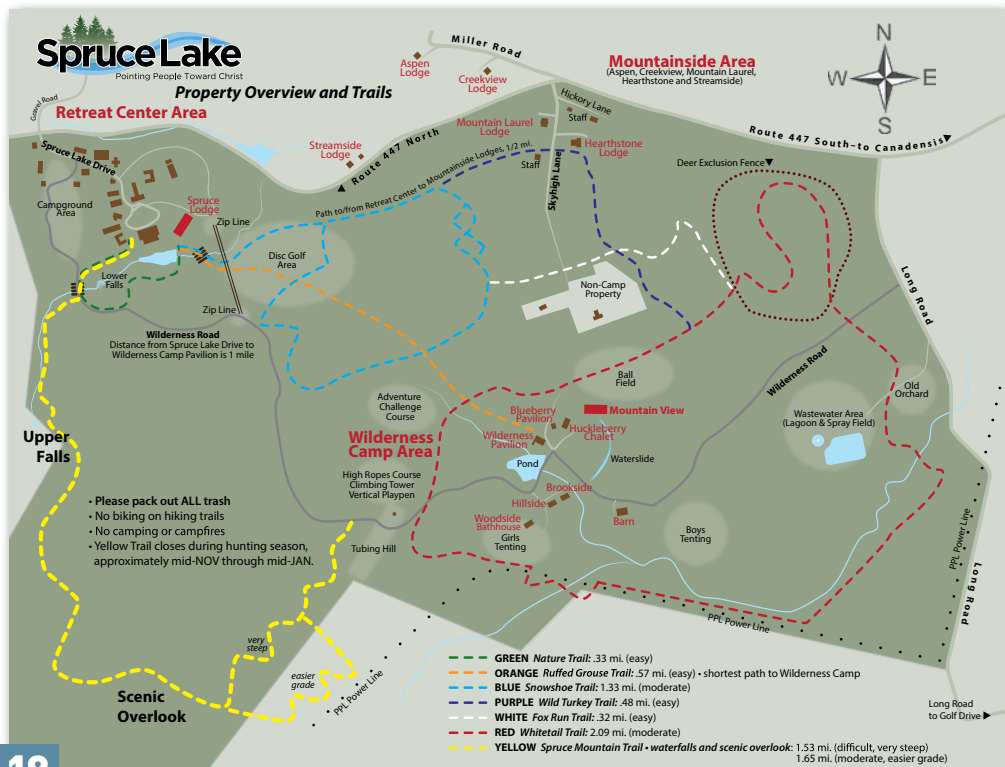 Spruce Lake
Pointing People Toward Christ
Property Overview and Trails
Retreat Center Area
Gravel Road
Spruce Lake Drive
Campground
Area
Spruce
Lodge
Zip Line
Lower
Falls
Zip Line
Disc Golf
Area
Wilderness Road
Distance from Spruce Lake Drive to
Wilderness Camp Pavilion is 1 mile
Aspen
Lodge
Miller Road
Creekview
Lodge
Mountainside Area
(Aspen, Creekview, Mountain Laurel,
Hearthstone and Streamside)
N
W
E
S
Hickory Lane
Staff
Mountain Laurel
Lodge
Hearthstone
Lodge
Staff
Skyhigh Lane
Streamside
Lodge
▲ Route 447 North
Path to/from Retreat Center to Mountainside Lodges, 1/2 mi.
Route 447 South–to Canadensis▶
Deer Exclusion Fence▼
Non-Camp
Property
Long Road
Wilderness Road
Ball
Field
Old
Orchard
Wastewater Area
(Lagoon & Spray Field)
Adventure
Challenge
Course
Blueberry
Pavilion
Mountain View
Huckleberry
Chalet
Wilderness
Pavilion
Wilderness
Camp Area
Pond
Waterslide
High Ropes Course
Climbing Tower
Vertical Playpen
Brookside
Hillside
Woodside
Bathhouse
Girls
Tenting
Barn
Boys
Tenting
Tubing Hill
Upper
Falls
• Please pack out ALL trash
• No biking on hiking trails
• No camping or campfires
• Yellow Trail closes during hunting season,
approximately mid-NOV through mid-JAN.
PPL Power Line
Long Road
PPL Power Line
very
steep
easier
grade
PPL Power Line
Scenic
Overlook
Long Road
to Golf Drive ▶
GREEN Nature Trail: .33 mi. (easy)
ORANGE Ruffed Grouse Trail: .57 mi. (easy) • shortest path to Wilderness Camp
BLUE Snowshoe Trail: 1.33 mi. (moderate)
PURPLE Wild Turkey Trail: .48 mi. (easy)
WHITE Fox Run Trail: .32 mi. (easy)
RED Whitetail Trail: 2.09 mi. (moderate)
YELLOW Spruce Mountain Trail • waterfalls and scenic overlook: 1.53 mi. (difficult, very steep)
1.65 mi. (moderate, easier grade)